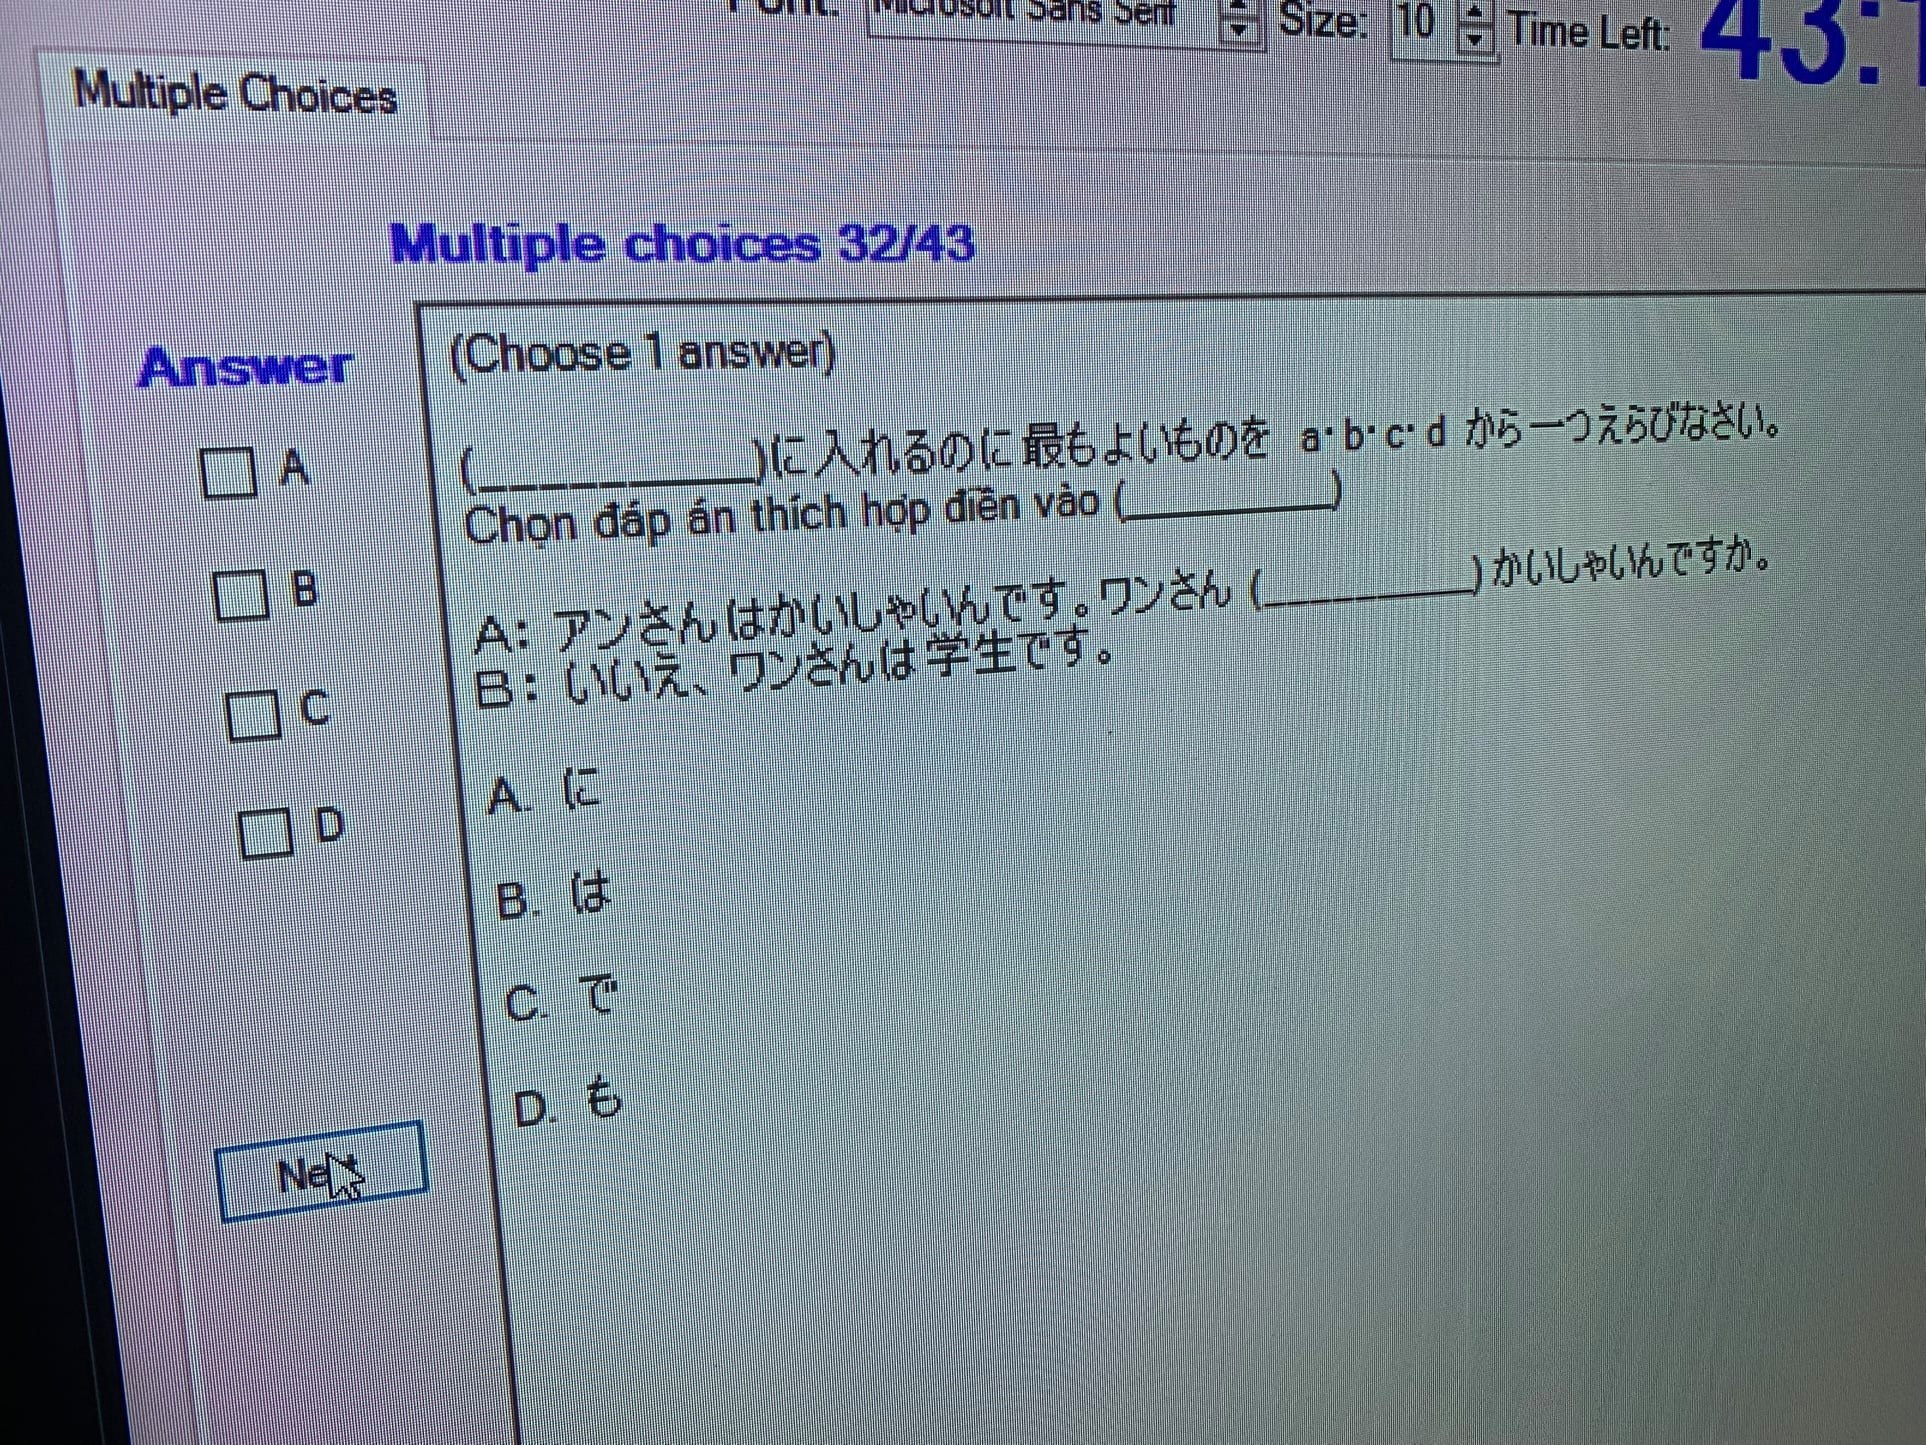 Font: Microsoft Sans Serif Size: 10 Time Left: 43:
Multiple Choices
Multiple choices 32/43
Answer
(Choose 1 answer)
(__________)に入れるのに最もよいものを a・b・c・d から一つえらびなさい。
Chọn đáp án thích hợp điền vào (________)
A: アンさんはかいしゃいんです。ワンさん (________) かいしゃいんですか。
B: いいえ、ワンさんは学生です。
A
B
C
D
A. に
B. は
C. で
D. も
Next